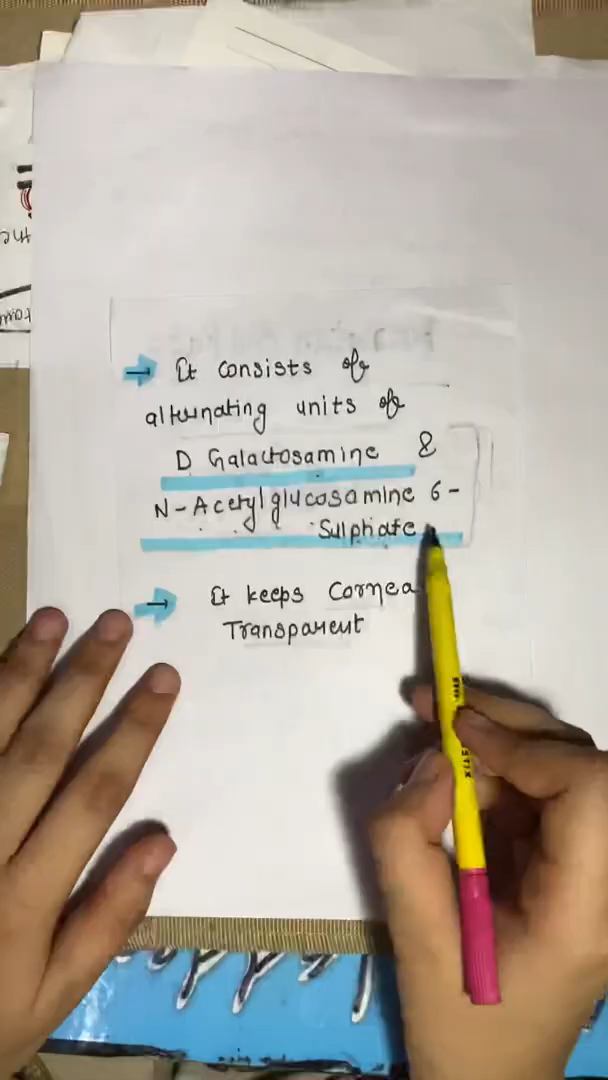 → It consists of
alternating units of
D Galactosamine &
N-Acetylglucosamine 6-
Sulphate
→ It keeps Cornea
Transparent